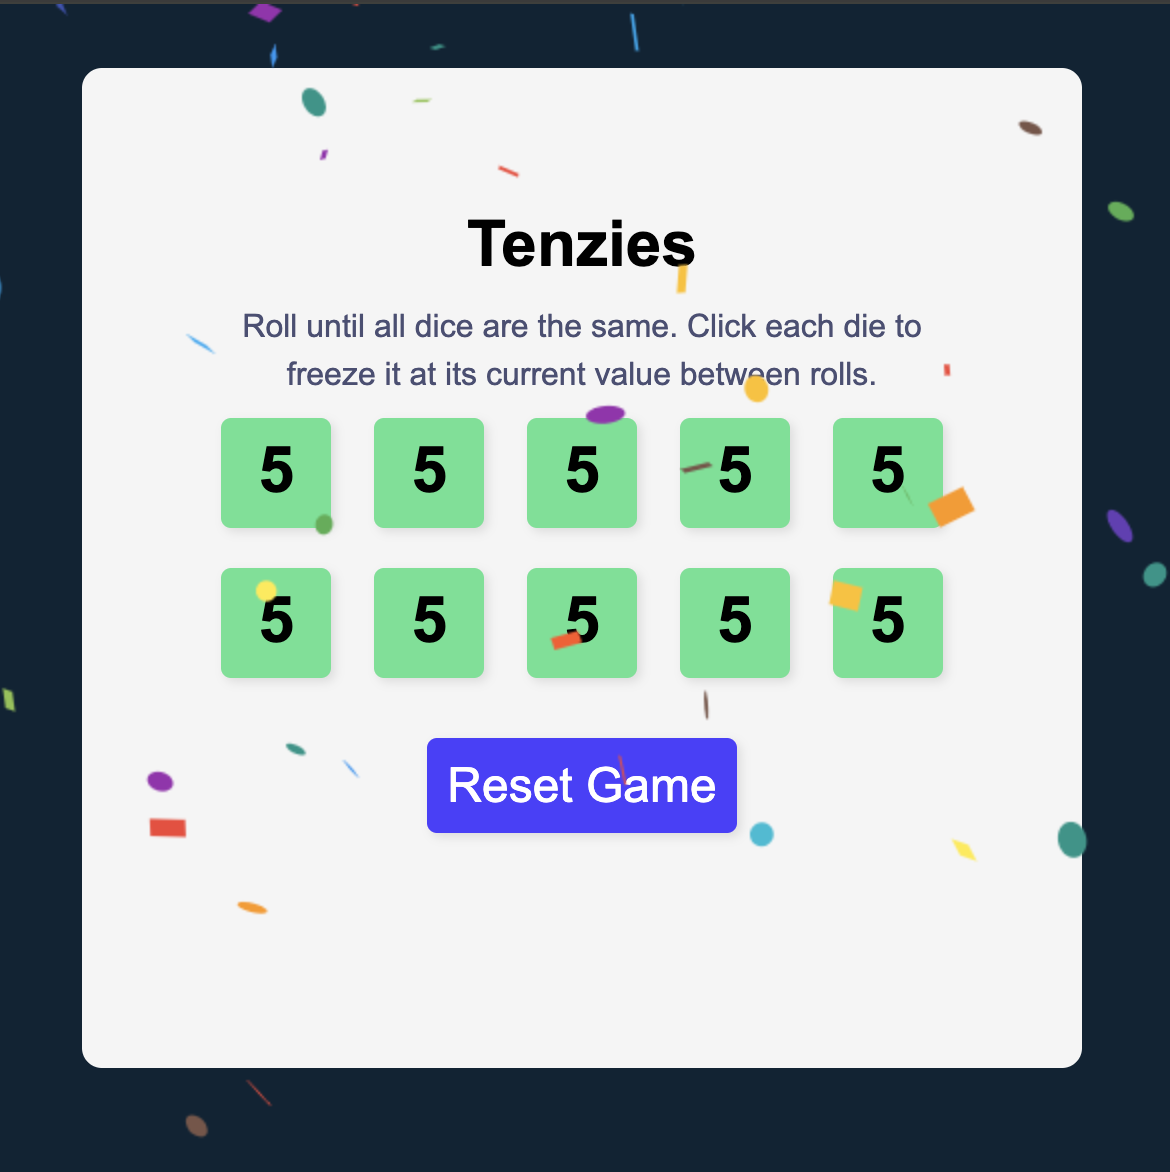 Tenzies
Roll until all dice are the same. Click each die to
freeze it at its current value between rolls.
5 5 5 5 5
5 5 5 5 5
Reset Game